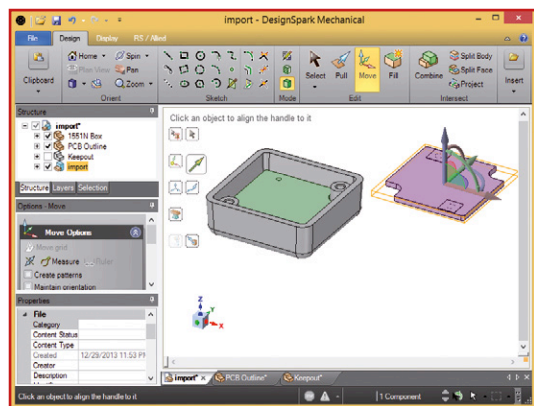 import - DesignSpark Mechanical
File Design Display RS / Allied
Clipboard
Home Spin
Plan View Pan
Zoom
Orient
Sketch
Mode
Select Pull Move Fill
Edit
Combine
Split Body
Split Face
Project
Intersect
Insert
Structure
import*
1551N Box
PCB Outline*
Keepout
import
Structure Layers Selection
Options - Move
Move Options
Move grid
Measure Ruler
Create patterns
Maintain orientation
Properties
File
Category
Content Status
Content Type
Created 12/29/2013 11:53 PM
Creator
Description
Click an object to align the handle to it
Z
Y
X
import* PCB Outline* Keepout*
Click an object to align the handle to it
1 Component